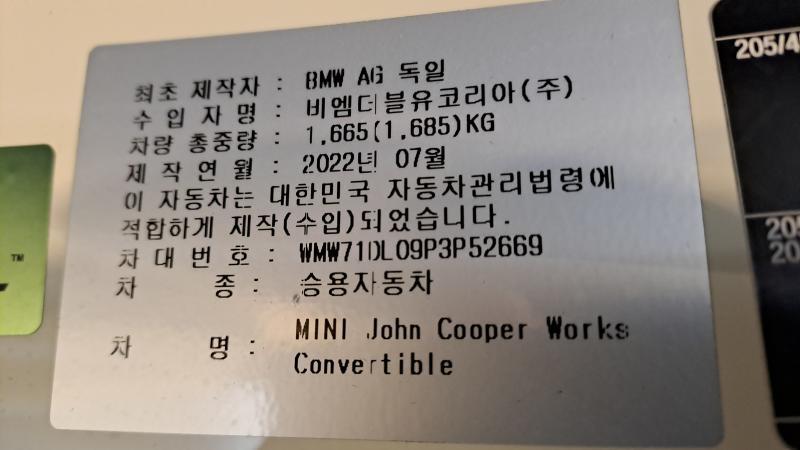 최초 제작자 : BMW AG 독일
수 입 자 명 : 비엠더블유코리아(주)
차량 총중량 : 1,665(1,685)KG
제 작 연 월 : 2022년 07월
이 자동차는 대한민국 자동차관리법령에
적합하게 제작(수입)되었습니다.
차 대 번 호 : WMW71DL09P3P52669
차 종 : 승용자동차
차 명 : MINI John Cooper Works
Convertible
TM
205/4
205
20